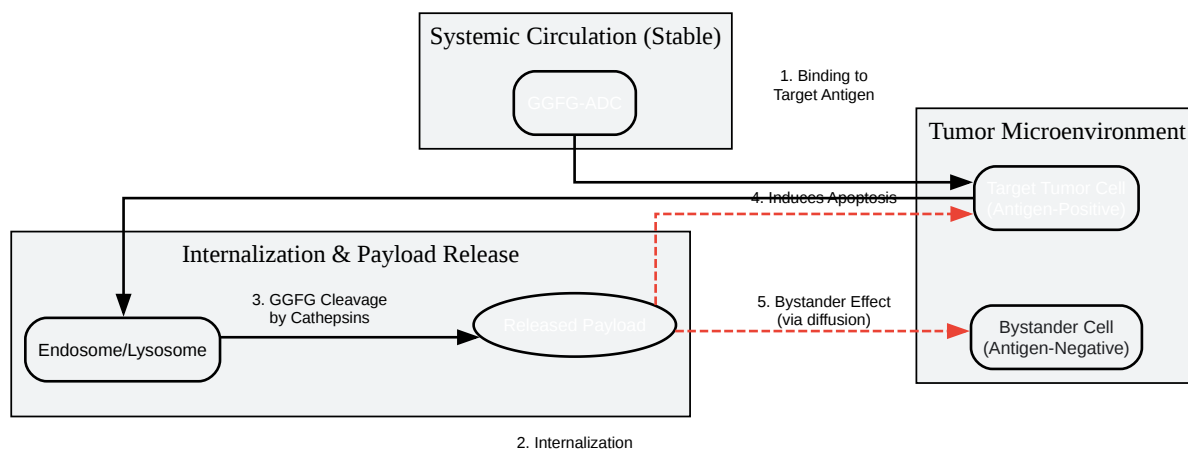 Systemic Circulation (Stable)
GGFG-ADC
1. Binding to
Target Antigen
Tumor Microenvironment
Target Tumor Cell
(Antigen-Positive)
4. Induces Apoptosis
Internalization & Payload Release
3. GGFG Cleavage
by Cathepsins
Released Payload
Endosome/Lysosome
5. Bystander Effect
(via diffusion)
Bystander Cell
(Antigen-Negative)
2. Internalization